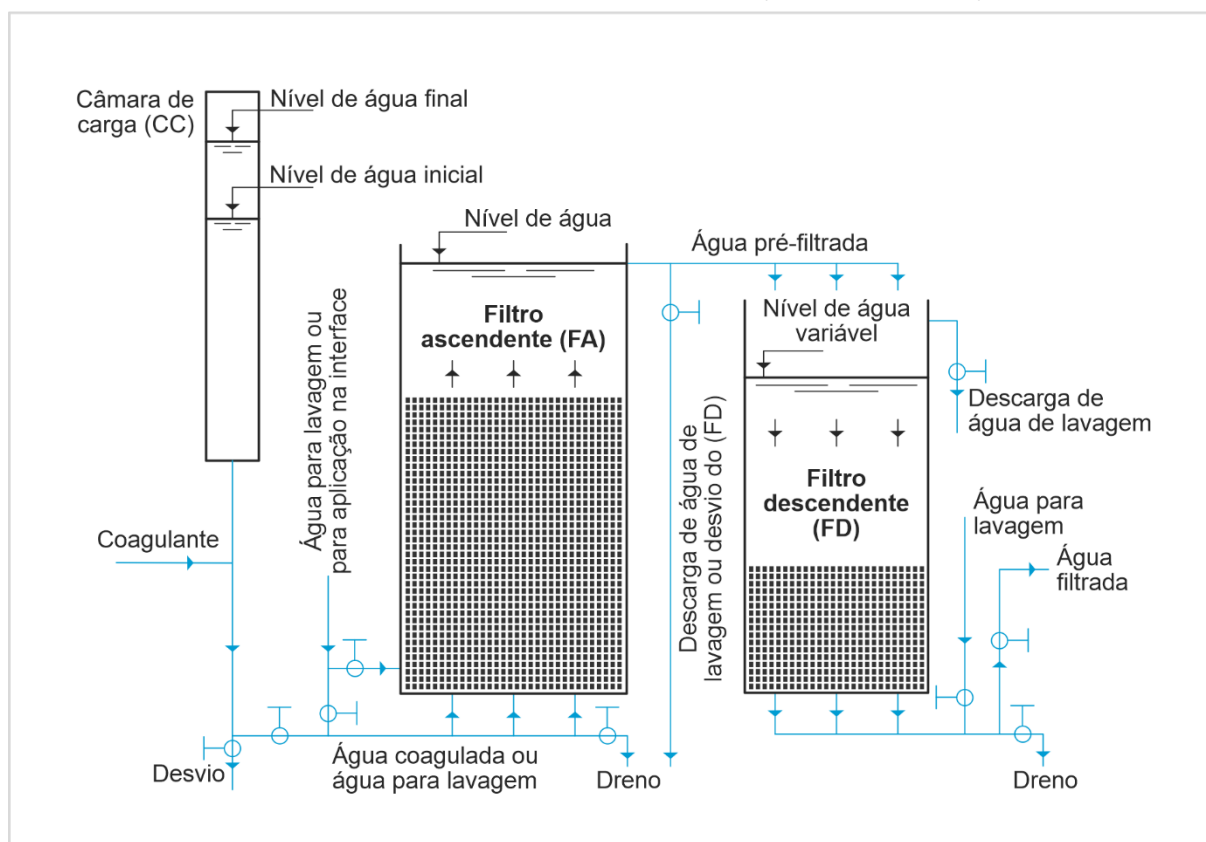 Câmara de
carga (CC)
Nível de água final
Nível de água inicial
Nível de água
Água pré-filtrada
Filtro
ascendente (FA)
Nível de água
variável
Água para lavagem ou
para aplicação na interface
Descarga de água de
lavagem ou desvio do (FD)
Descarga de
água de lavagem
Filtro
descendente
(FD)
Água para
lavagem
Água
filtrada
Coagulante
Desvio
Água coagulada ou
água para lavagem
Dreno
Dreno